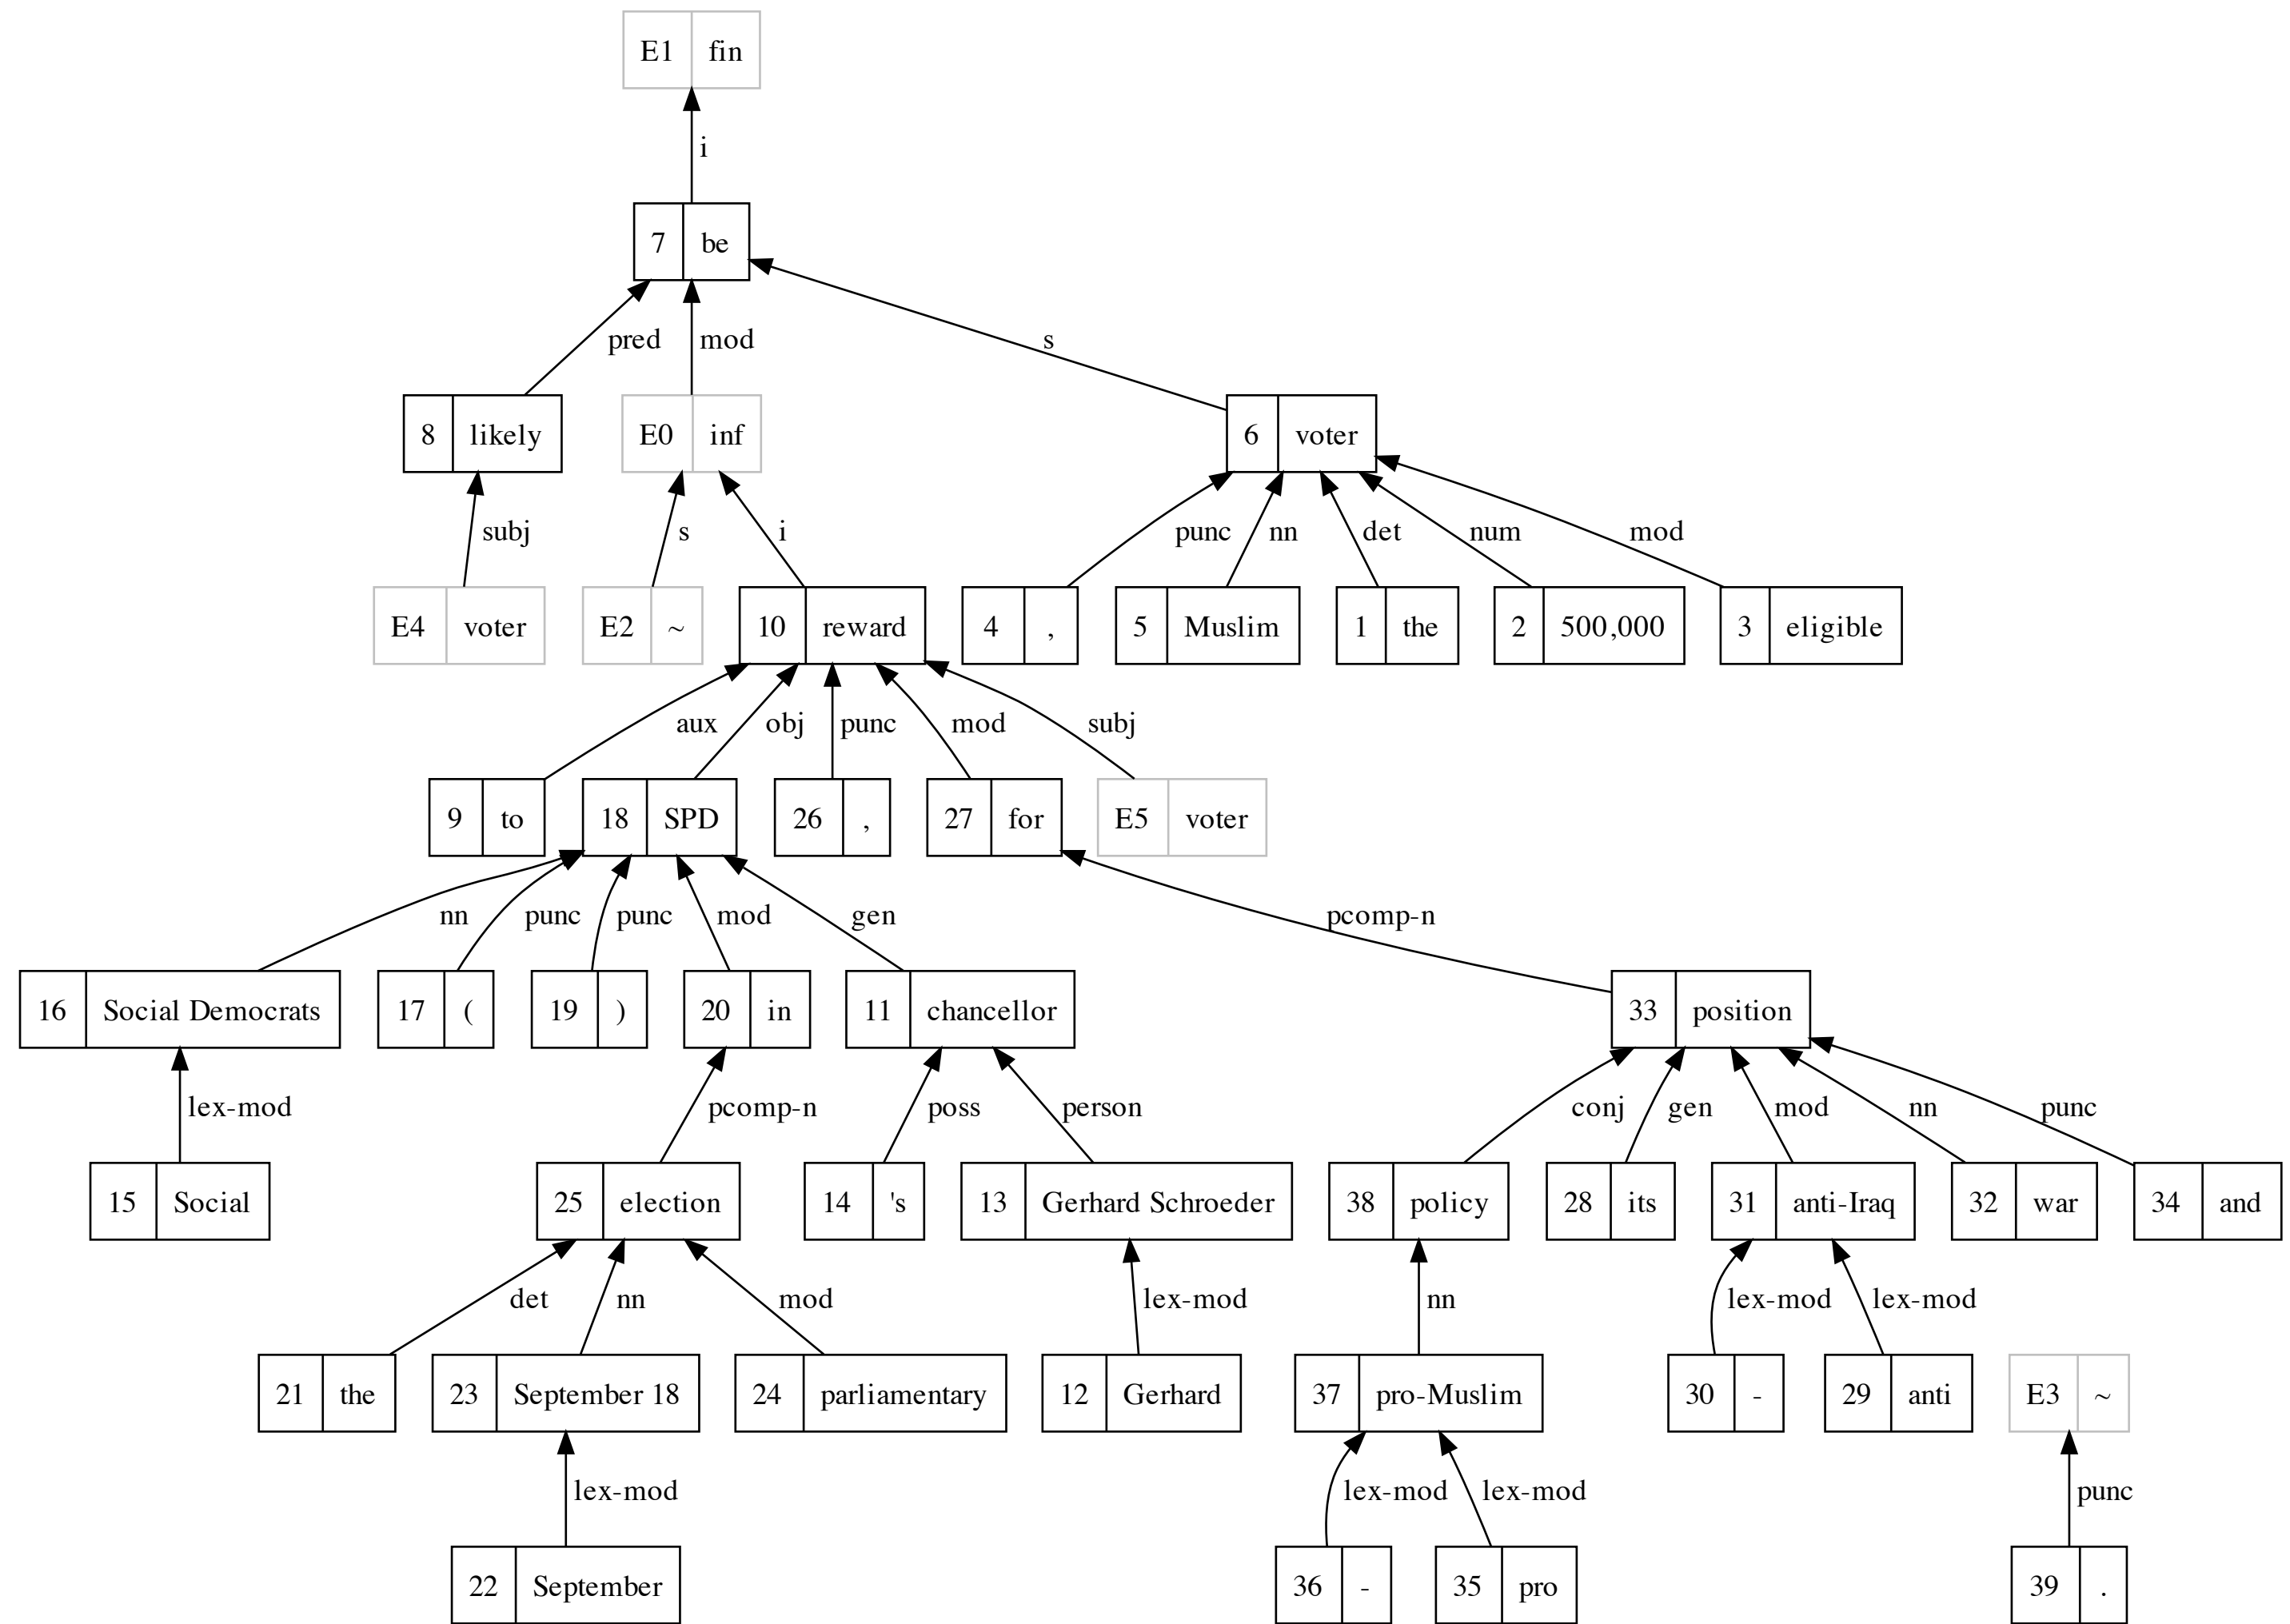 E1 fin
i
7 be
pred mod s
8 likely E0 inf 6 voter
subj s i punc nn det num mod
E4 voter E2 ~ 10 reward 4 , 5 Muslim 1 the 2 500,000 3 eligible
aux obj punc mod subj
9 to 18 SPD 26 , 27 for E5 voter
nn punc punc mod gen pcomp-n
16 Social Democrats 17 ( 19 ) 20 in 11 chancellor 33 position
lex-mod pcomp-n poss person conj gen mod nn punc
15 Social 25 election 14 's 13 Gerhard Schroeder 38 policy 28 its 31 anti-Iraq 32 war 34 and
det nn mod lex-mod nn lex-mod lex-mod
21 the 23 September 18 24 parliamentary 12 Gerhard 37 pro-Muslim 30 - 29 anti E3 ~
lex-mod lex-mod lex-mod punc
22 September 36 - 35 pro 39 .